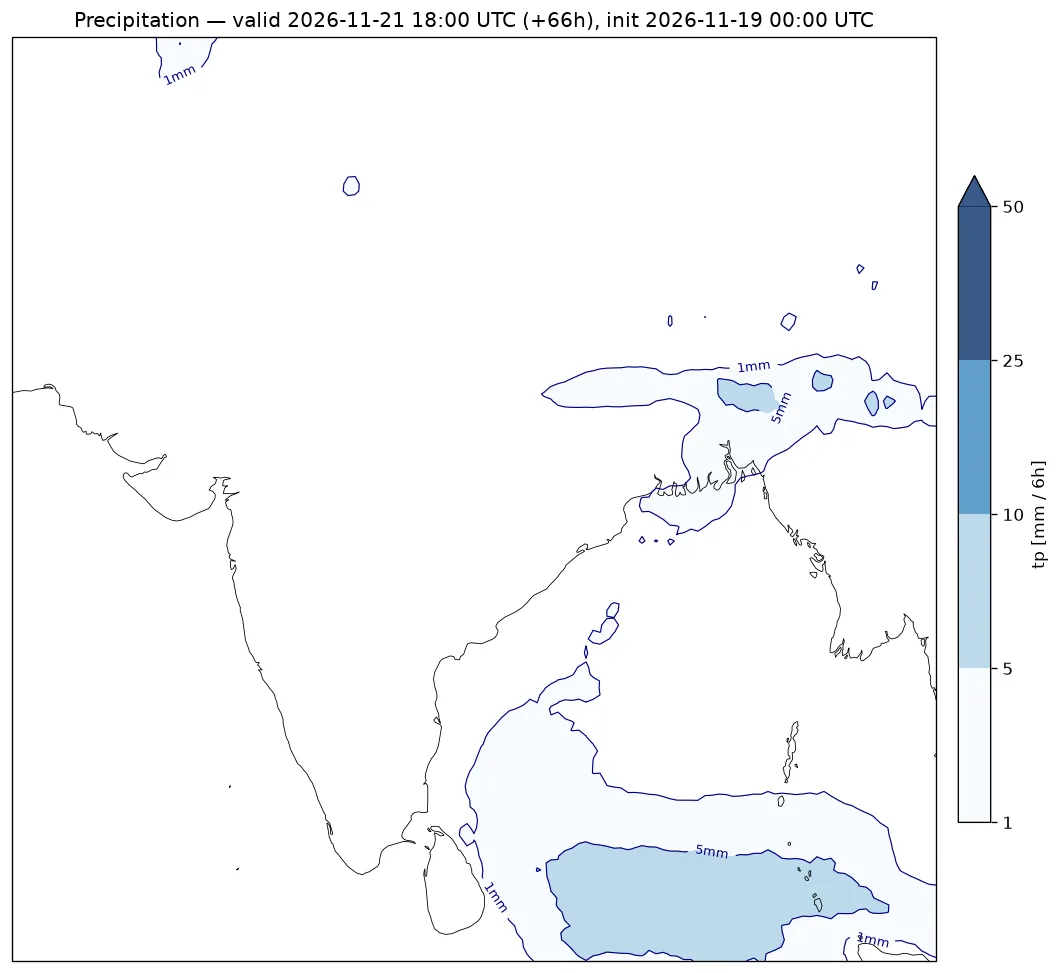 Precipitation — valid 2026-11-21 18:00 UTC (+66h), init 2026-11-19 00:00 UTC
1mm
1mm
5mm
5mm
1mm
1mm
50
25
10
5
1
tp [mm / 6h]